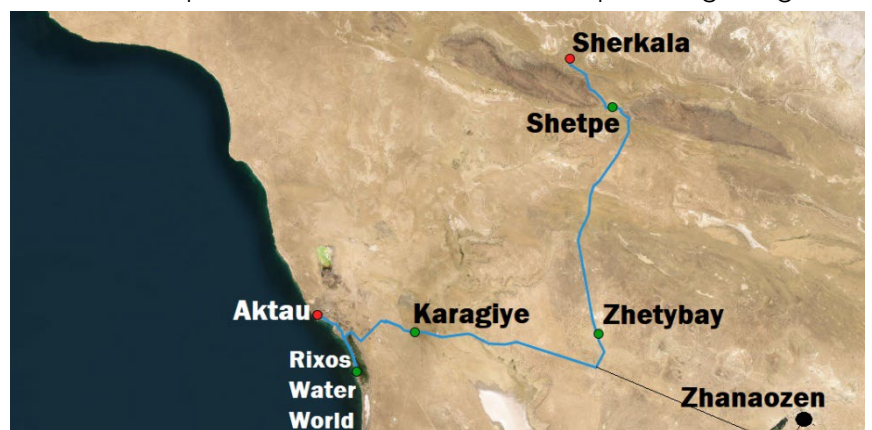 Sherkala
Shetpe
Aktau
Karagiye
Zhetybay
Rixos
Water
World
Zhanaozen